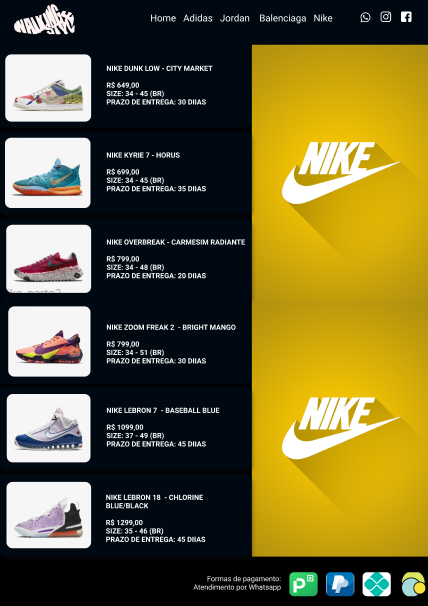 WALKING STYLE
Home Adidas Jordan Balenciaga Nike
NIKE DUNK LOW - CITY MARKET
R$ 649,00
SIZE: 34 - 45 (BR)
PRAZO DE ENTREGA: 30 DIIAS
NIKE KYRIE 7 - HORUS
R$ 699,00
SIZE: 34 - 45 (BR)
PRAZO DE ENTREGA: 35 DIIAS
NIKE
NIKE OVERBREAK - CARMESIM RADIANTE
R$ 799,00
SIZE: 34 - 48 (BR)
PRAZO DE ENTREGA: 20 DIIAS
NIKE ZOOM FREAK 2 - BRIGHT MANGO
R$ 799,00
SIZE: 34 - 51 (BR)
PRAZO DE ENTREGA: 30 DIIAS
NIKE LEBRON 7 - BASEBALL BLUE
R$ 1099,00
SIZE: 37 - 49 (BR)
PRAZO DE ENTREGA: 45 DIIAS
NIKE
NIKE LEBRON 18 - CHLORINE
BLUE/BLACK
R$ 1299,00
SIZE: 35 - 46 (BR)
PRAZO DE ENTREGA: 45 DIIAS
Formas de pagamento:
Atendimento por Whatsapp